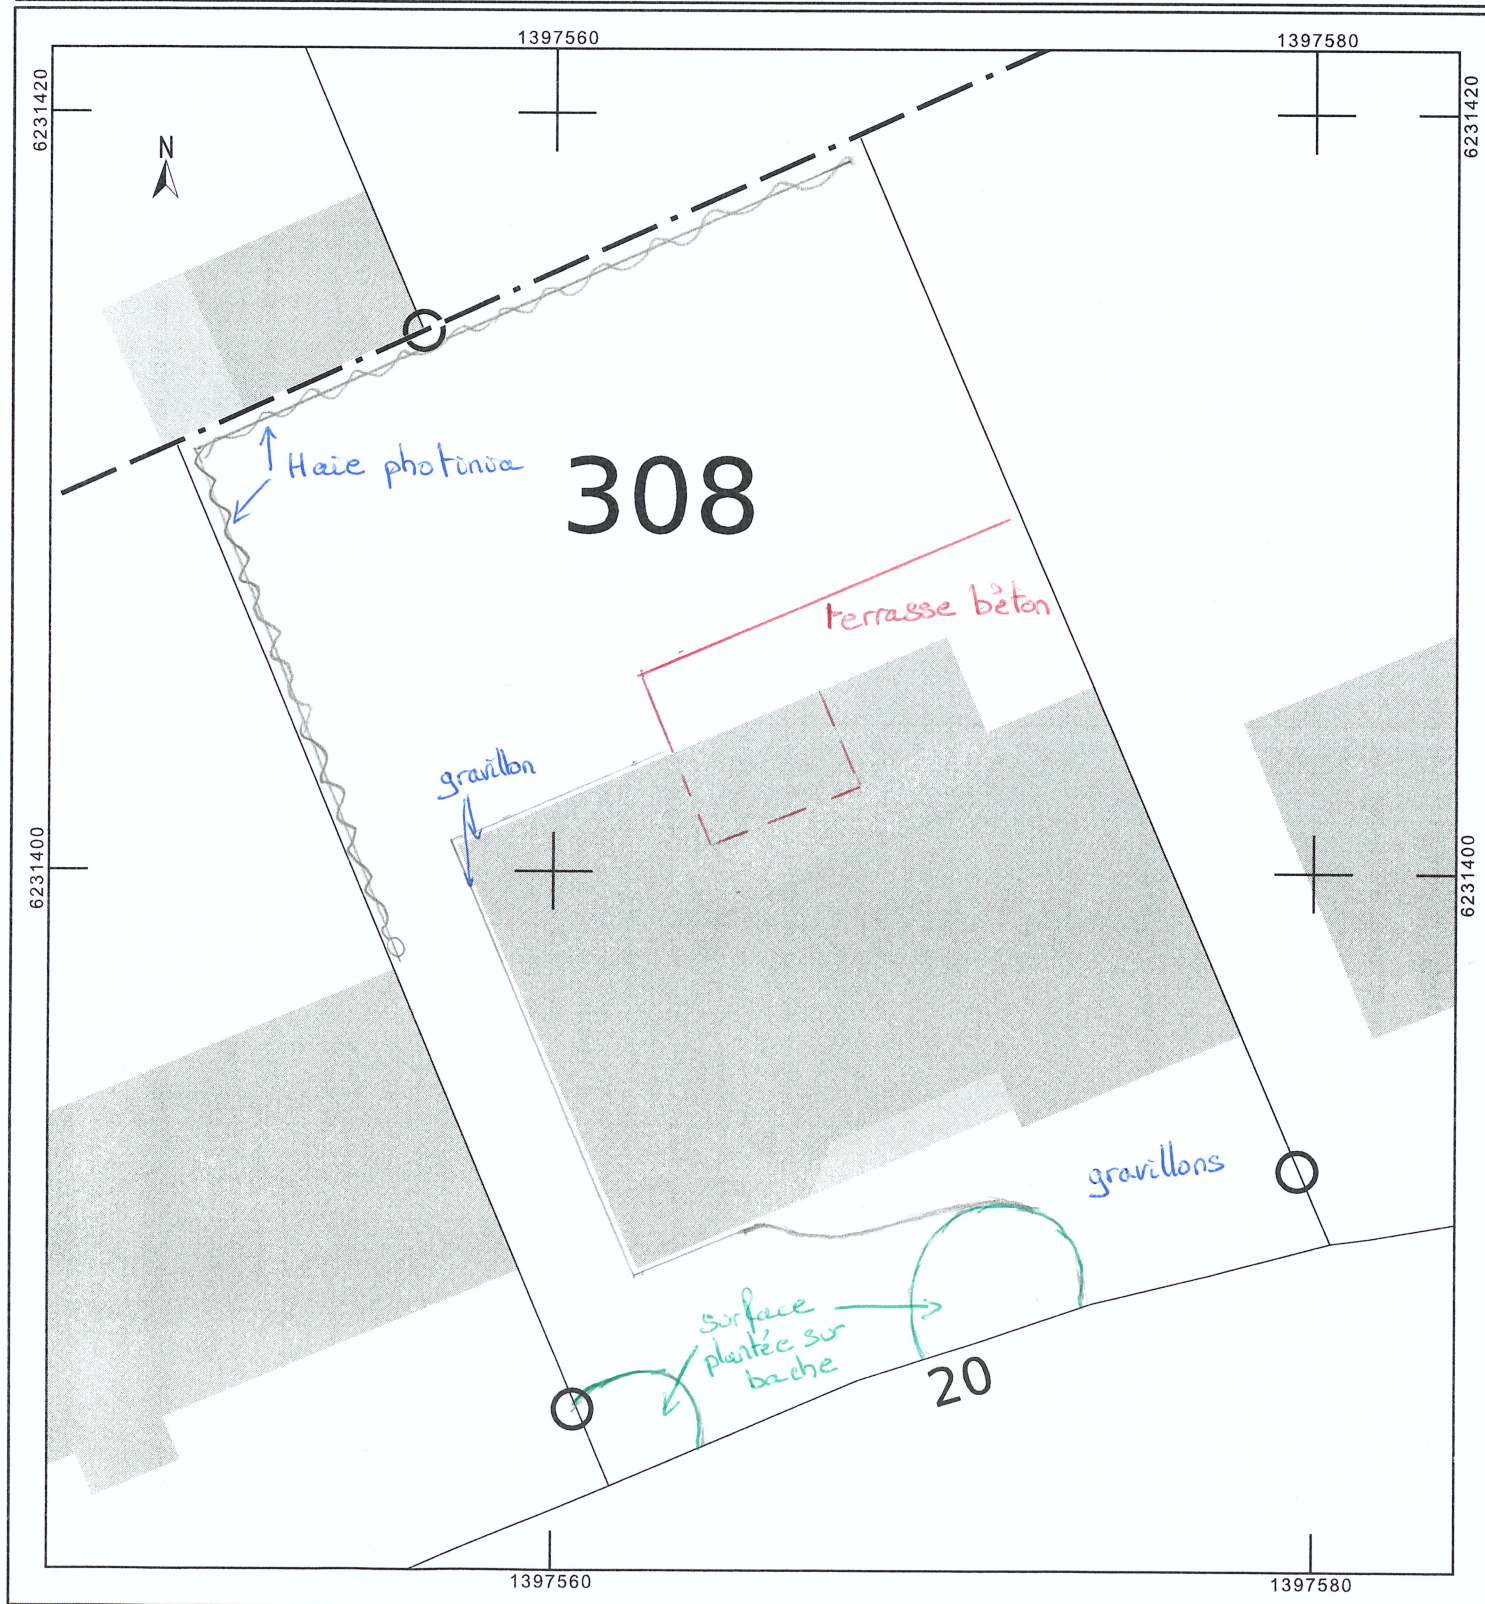 1397560
1397580
6231420
6231420
N
Haie photinia
308
terrasse béton
gravillon
6231400
6231400
gravillons
surface
plantée sur
bache
20
1397560
1397580